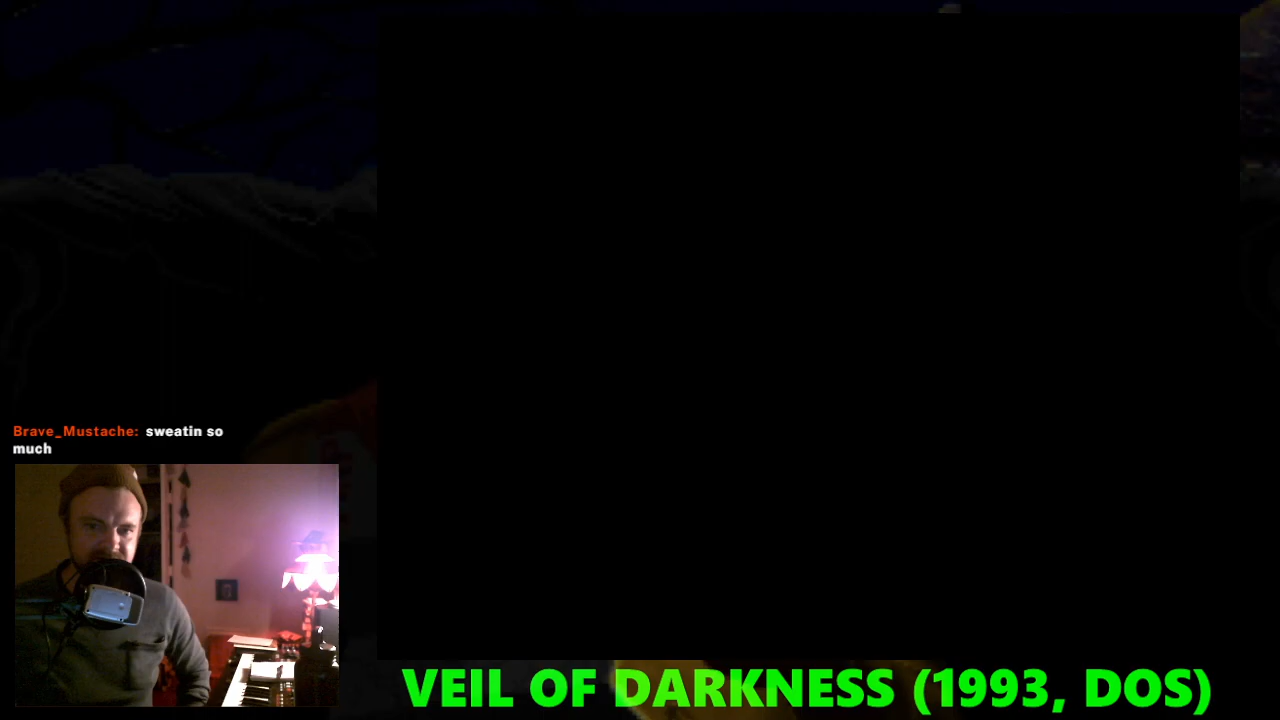 Brave_Mustache: sweatin so
much
VEIL OF DARKNESS (1993, DOS)